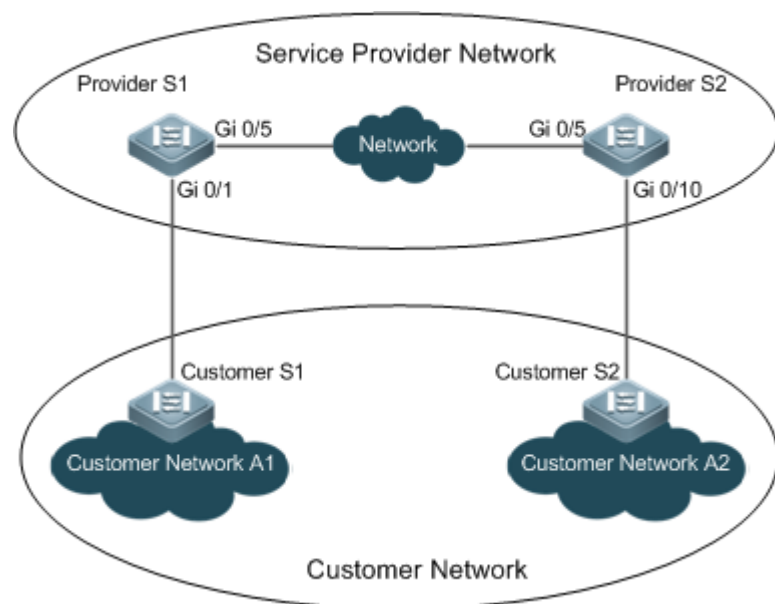 Service Provider Network
Provider S1
Provider S2
Gi 0/5
Network
Gi 0/5
Gi 0/1
Gi 0/10
Customer S1
Customer S2
Customer Network A1
Customer Network A2
Customer Network